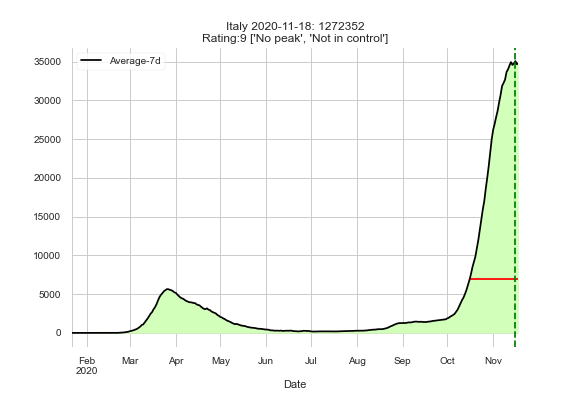 Italy 2020-11-18: 1272352
Rating:9 ['No peak', 'Not in control']
Average-7d
35000
30000
25000
20000
15000
10000
5000
0
Feb Mar Apr May Jun Jul Aug Sep Oct Nov
2020
Date